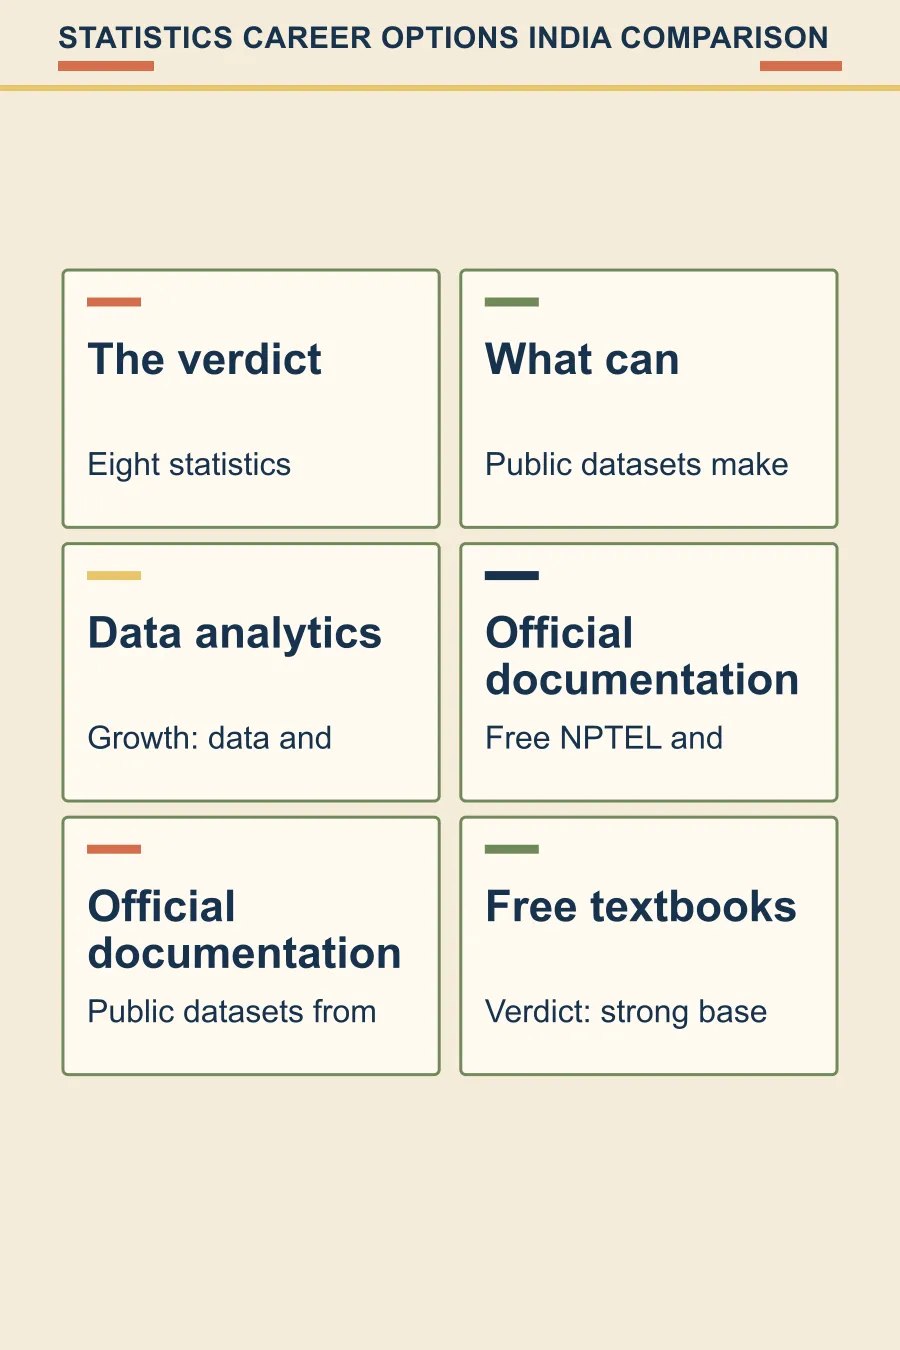 STATISTICS CAREER OPTIONS INDIA COMPARISON
The verdict
Eight statistics
What can
Public datasets make
Data analytics
Growth: data and
Official
documentation
Free NPTEL and
Official
documentation
Public datasets from
Free textbooks
Verdict: strong base